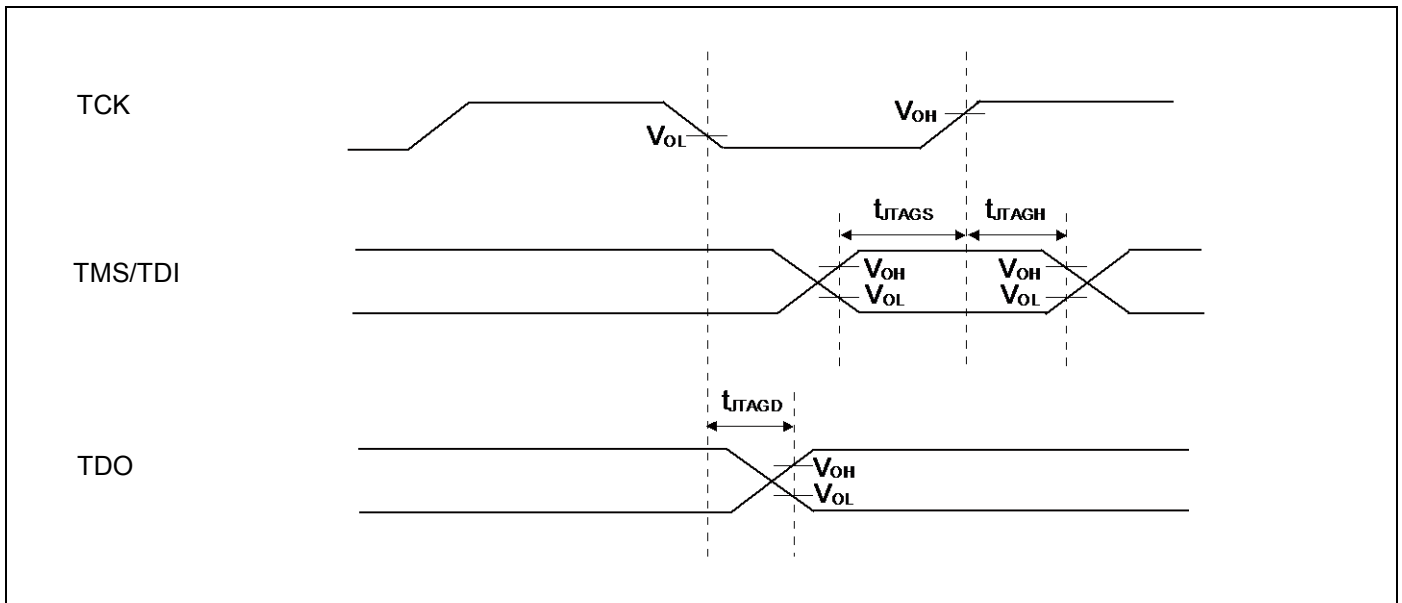 TCK
VOH
VOL
tJTAGS tJTAGH
TMS/TDI
VOH VOH
VOL VOL
tJTAGD
TDO
VOH
VOL